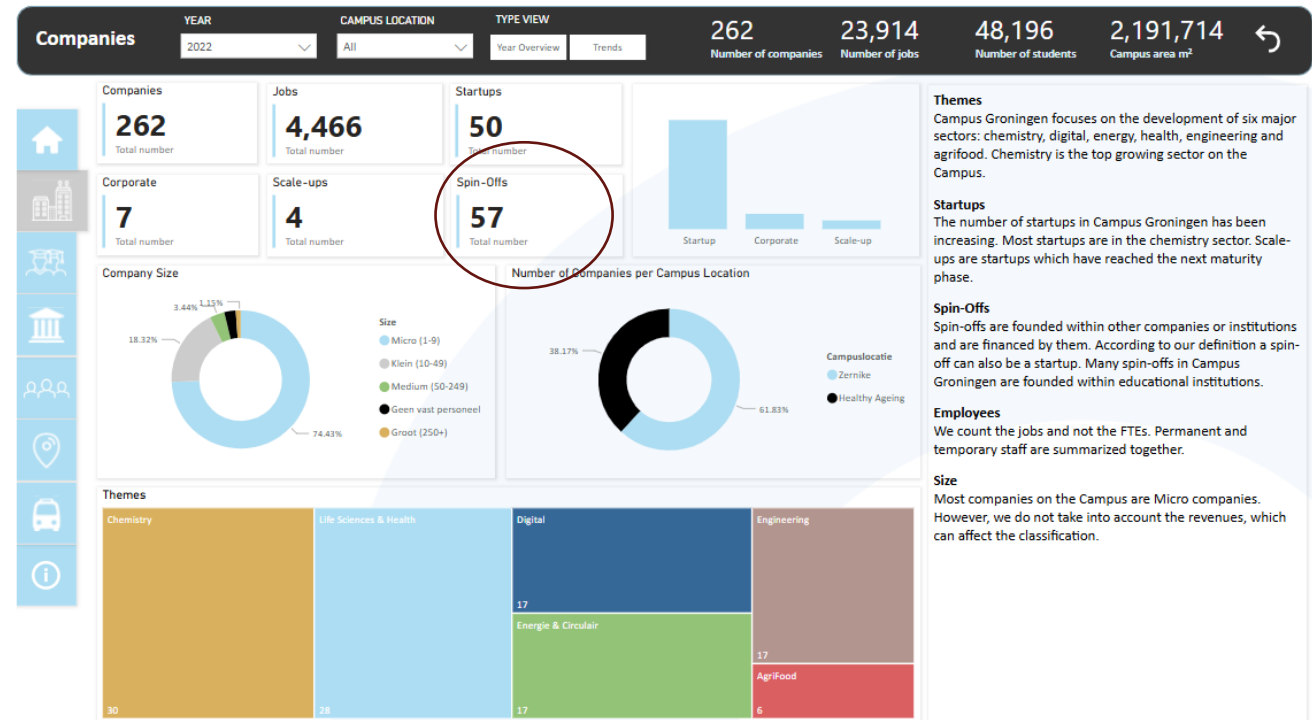 Companies
YEAR
2022
CAMPUS LOCATION
All
TYPE VIEW
Year Overview
Trends
262
Number of companies
23,914
Number of jobs
48,196
Number of students
2,191,714
Campus area m²
Companies
262
Total number
Jobs
4,466
Total number
Startups
50
Total number
Corporate
7
Total number
Scale-ups
4
Total number
Spin-Offs
57
Total number
Startup
Corporate
Scale-up
Company Size
1.15%
3.44%
18.32%
74.43%
Size
Micro (1-9)
Klein (10-49)
Medium (50-249)
Geen vast personeel
Groot (250+)
Number of Companies per Campus Location
38.17%
61.83%
Campuslocatie
Zernike
Healthy Ageing
Themes
Chemistry
30
Life Sciences & Health
28
Digital
17
Energie & Circulair
17
Engineering
17
AgriFood
6
Themes
Campus Groningen focuses on the development of six major
sectors: chemistry, digital, energy, health, engineering and
agrifood. Chemistry is the top growing sector on the
Campus.
Startups
The number of startups in Campus Groningen has been
increasing. Most startups are in the chemistry sector. Scale-
ups are startups which have reached the next maturity
phase.
Spin-Offs
Spin-offs are founded within other companies or institutions
and are financed by them. According to our definition a spin-
off can also be a startup. Many spin-offs in Campus
Groningen are founded within educational institutions.
Employees
We count the jobs and not the FTEs. Permanent and
temporary staff are summarized together.
Size
Most companies on the Campus are Micro companies.
However, we do not take into account the revenues, which
can affect the classification.